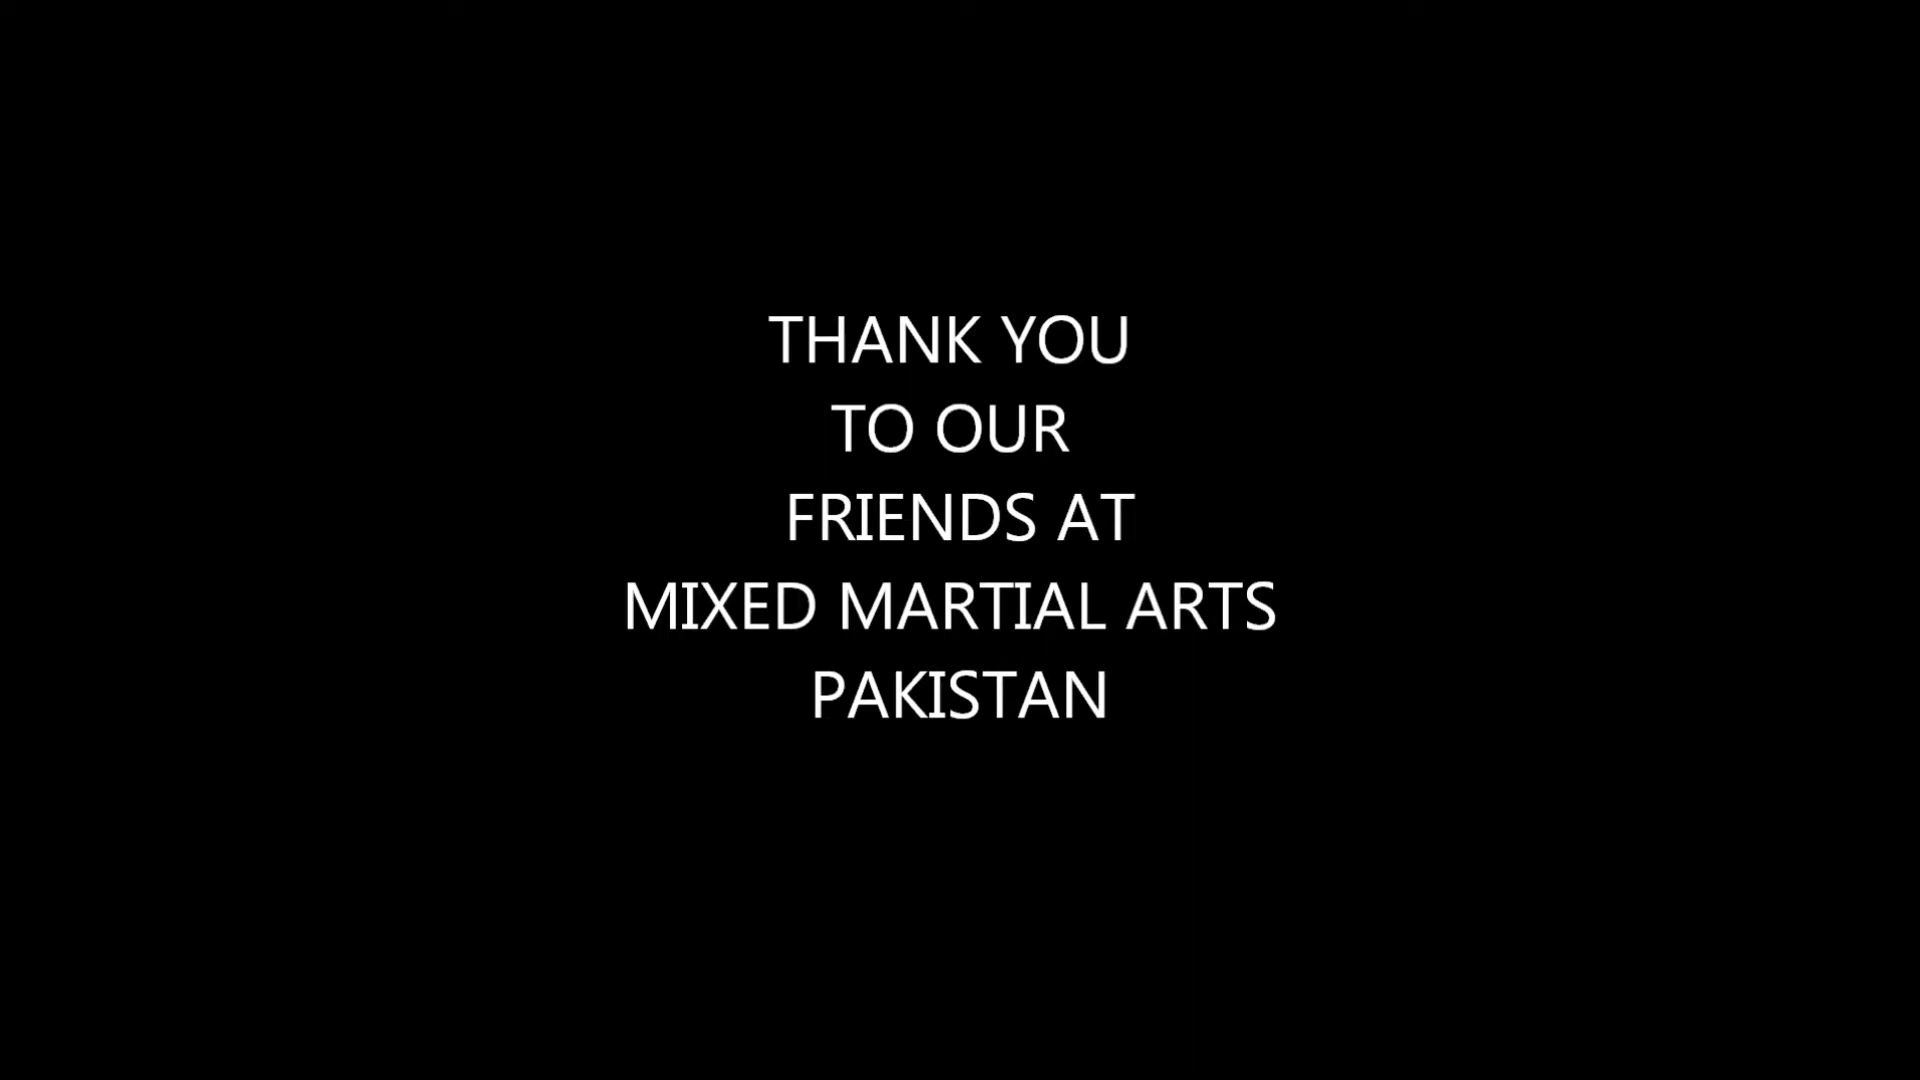 THANK YOU
TO OUR
FRIENDS AT
MIXED MARTIAL ARTS
PAKISTAN